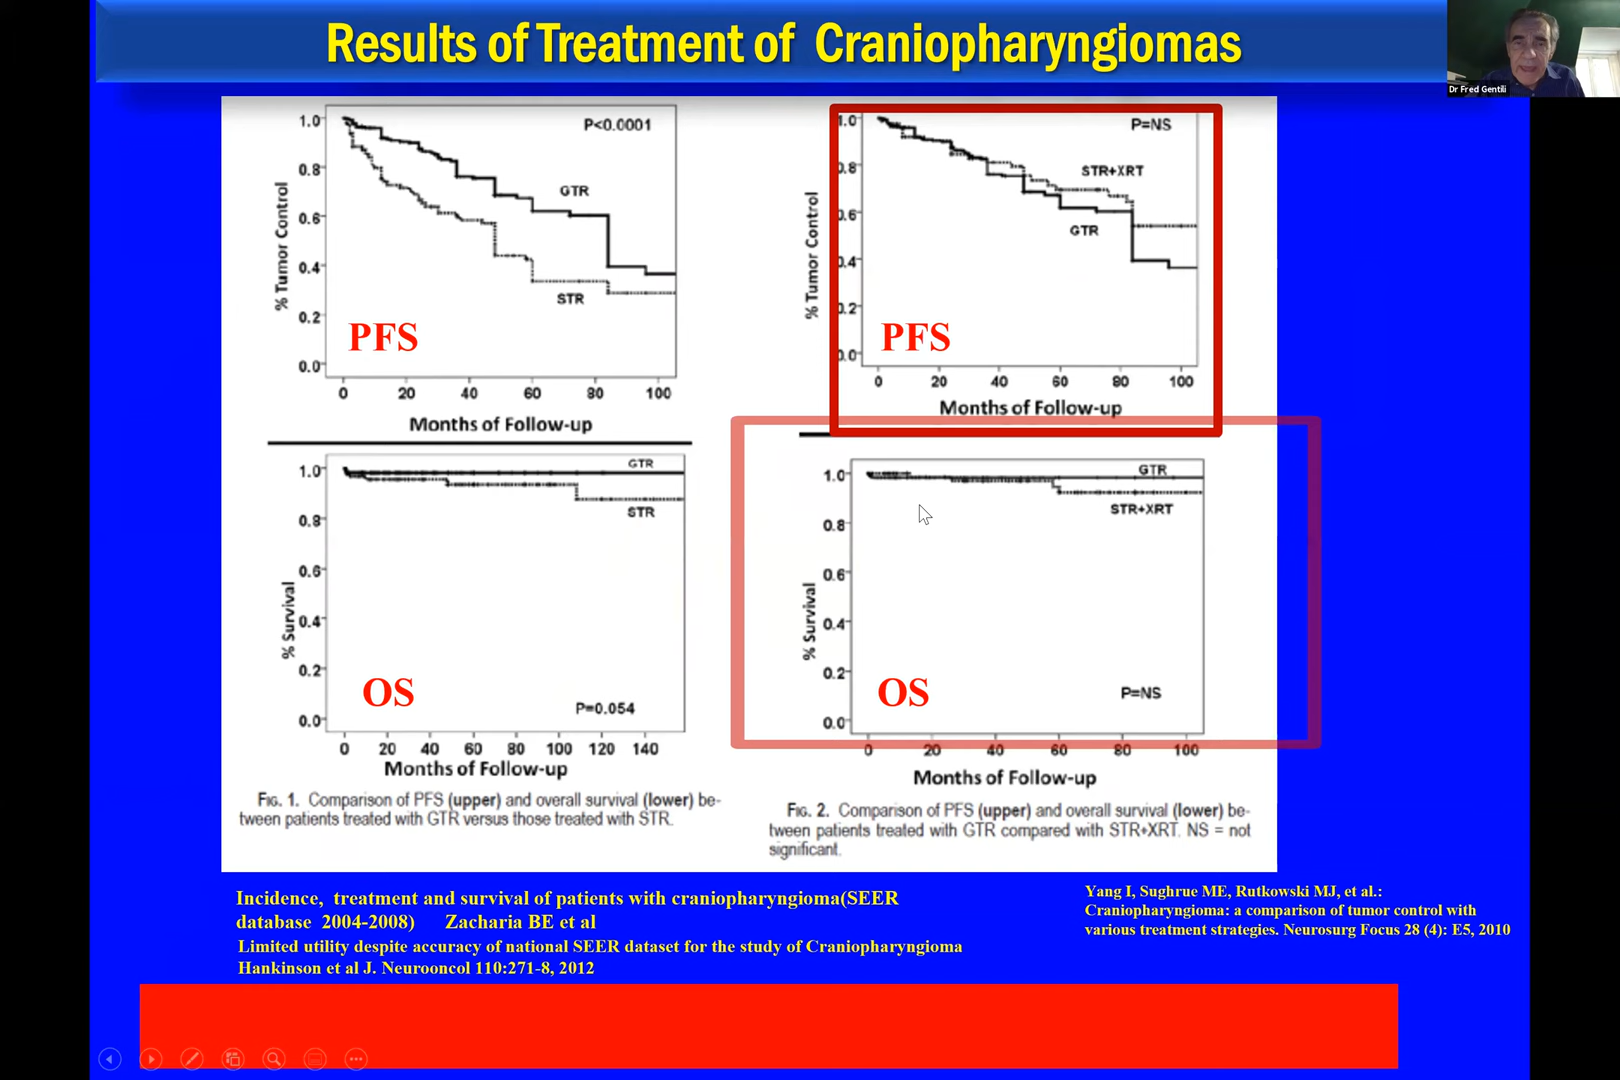 Results of Treatment of Craniopharyngiomas
Dr Fred Gentili
1.0
0.8
0.6
0.4
0.2
0.0
% Tumor Control
P<0.0001
GTR
STR
PFS
0 20 40 60 80 100
Months of Follow-up
1.0
0.8
0.6
0.4
0.2
0.0
% Tumor Control
P=NS
STR+XRT
GTR
PFS
0 20 40 60 80 100
Months of Follow-up
1.0
0.8
0.6
0.4
0.2
0.0
% Survival
GTR
STR
OS
P=0.054
0 20 40 60 80 100 120 140
Months of Follow-up
FIG. 1. Comparison of PFS (upper) and overall survival (lower) be-
tween patients treated with GTR versus those treated with STR.
1.0
0.8
0.6
0.4
0.2
0.0
% Survival
GTR
STR+XRT
OS
P=NS
0 20 40 60 80 100
Months of Follow-up
FIG. 2. Comparison of PFS (upper) and overall survival (lower) be-
tween patients treated with GTR compared with STR+XRT. NS = not
significant.
Incidence, treatment and survival of patients with craniopharyngioma(SEER
database 2004-2008) Zacharia BE et al
Limited utility despite accuracy of national SEER dataset for the study of Craniopharyngioma
Hankinson et al J. Neurooncol 110:271-8, 2012
Yang I, Sughrue ME, Rutkowski MJ, et al.:
Craniopharyngioma: a comparison of tumor control with
various treatment strategies. Neurosurg Focus 28 (4): E5, 2010